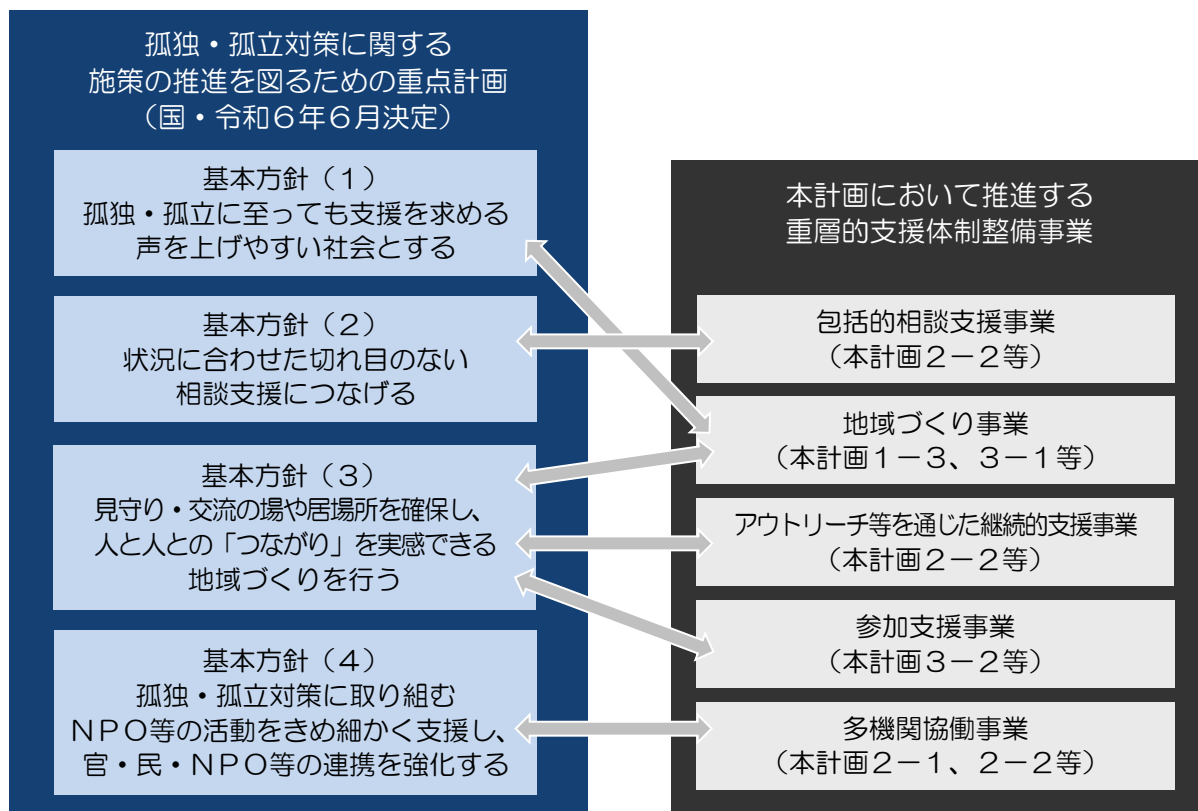 孤独・孤立対策に関する
施策の推進を図るための重点計画
（国・令和６年６月決定）
基本方針（１）
孤独・孤立に至っても支援を求める
声を上げやすい社会とする
基本方針（２）
状況に合わせた切れ目のない
相談支援につなげる
基本方針（３）
見守り・交流の場や居場所を確保し、
人と人との「つながり」を実感できる
地域づくりを行う
基本方針（４）
孤独・孤立対策に取り組む
ＮＰＯ等の活動をきめ細かく支援し、
官・民・ＮＰＯ等の連携を強化する
本計画において推進する
重層的支援体制整備事業
包括的相談支援事業
（本計画２－２等）
地域づくり事業
（本計画１－３、３－１等）
アウトリーチ等を通じた継続的支援事業
（本計画２－２等）
参加支援事業
（本計画３－２等）
多機関協働事業
（本計画２－１、２－２等）